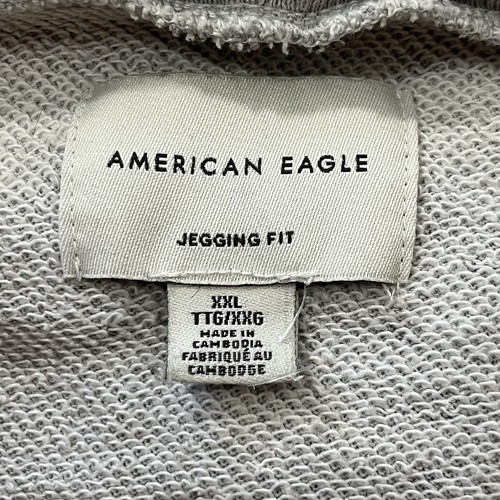 AMERICAN EAGLE
JEGGING FIT
XXL
TTG/XXG
MADE IN
CAMBODIA
FABRIQUÉ AU
CAMBODGE